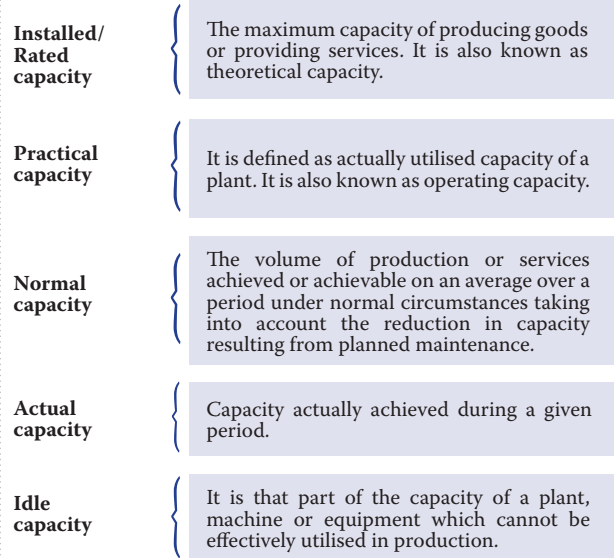 Installed/
Rated
capacity
The maximum capacity of producing goods
or providing services. It is also known as
theoretical capacity.
Practical
capacity
It is defined as actually utilised capacity of a
plant. It is also known as operating capacity.
Normal
capacity
The volume of production or services
achieved or achievable on an average over a
period under normal circumstances taking
into account the reduction in capacity
resulting from planned maintenance.
Actual
capacity
Capacity actually achieved during a given
period.
Idle
capacity
It is that part of the capacity of a plant,
machine or equipment which cannot be
effectively utilised in production.